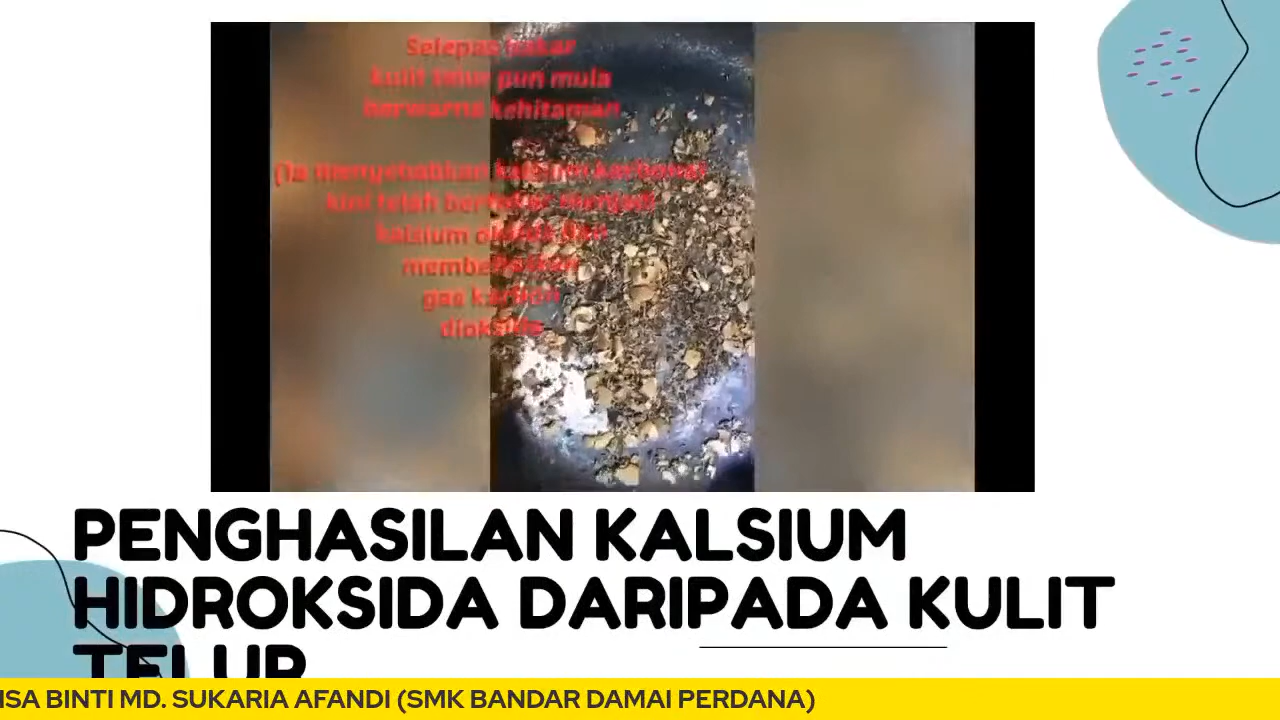 Selepas bakar
kulit telur pun mula
berwarna kehitaman
(Ia menyebabkan kalsium karbonat
kini telah bertukar menjadi
kalsium oksida dan
membebaskan
gas karbon
dioksida
PENGHASILAN KALSIUM
HIDROKSIDA DARIPADA KULIT
TELUR
ISA BINTI MD. SUKARIA AFANDI (SMK BANDAR DAMAI PERDANA)